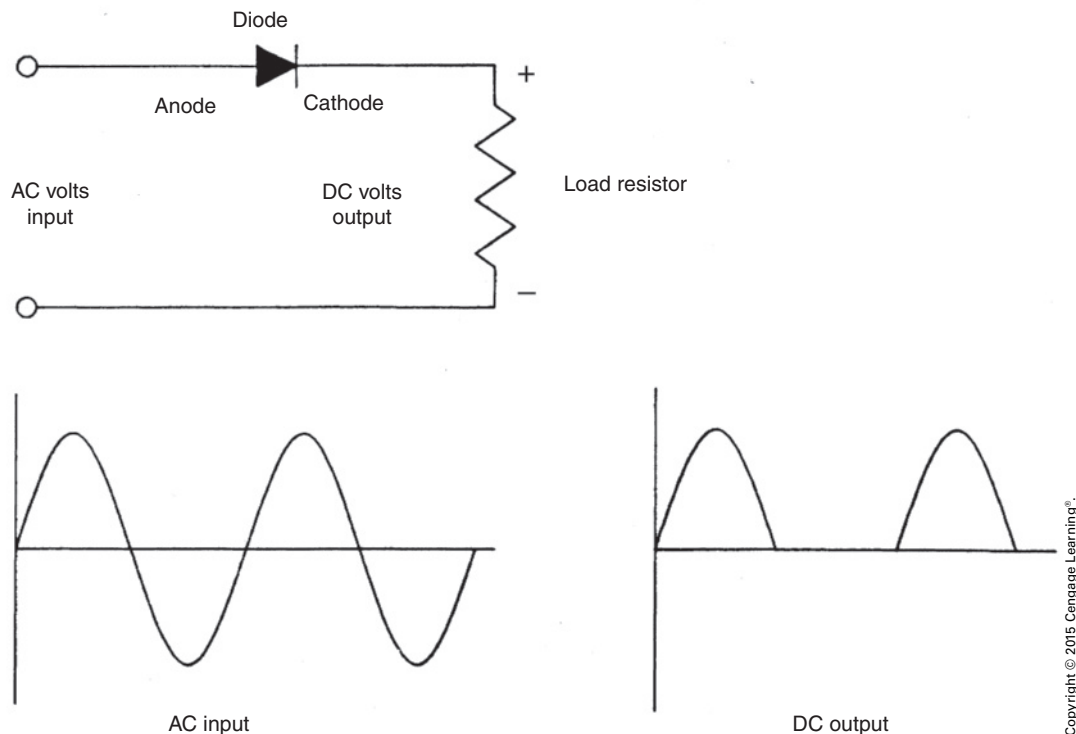 Diode
+
Anode
Cathode
AC volts
input
DC volts
output
Load resistor
−
AC input
DC output
Copyright © 2015 Cengage Learning®.